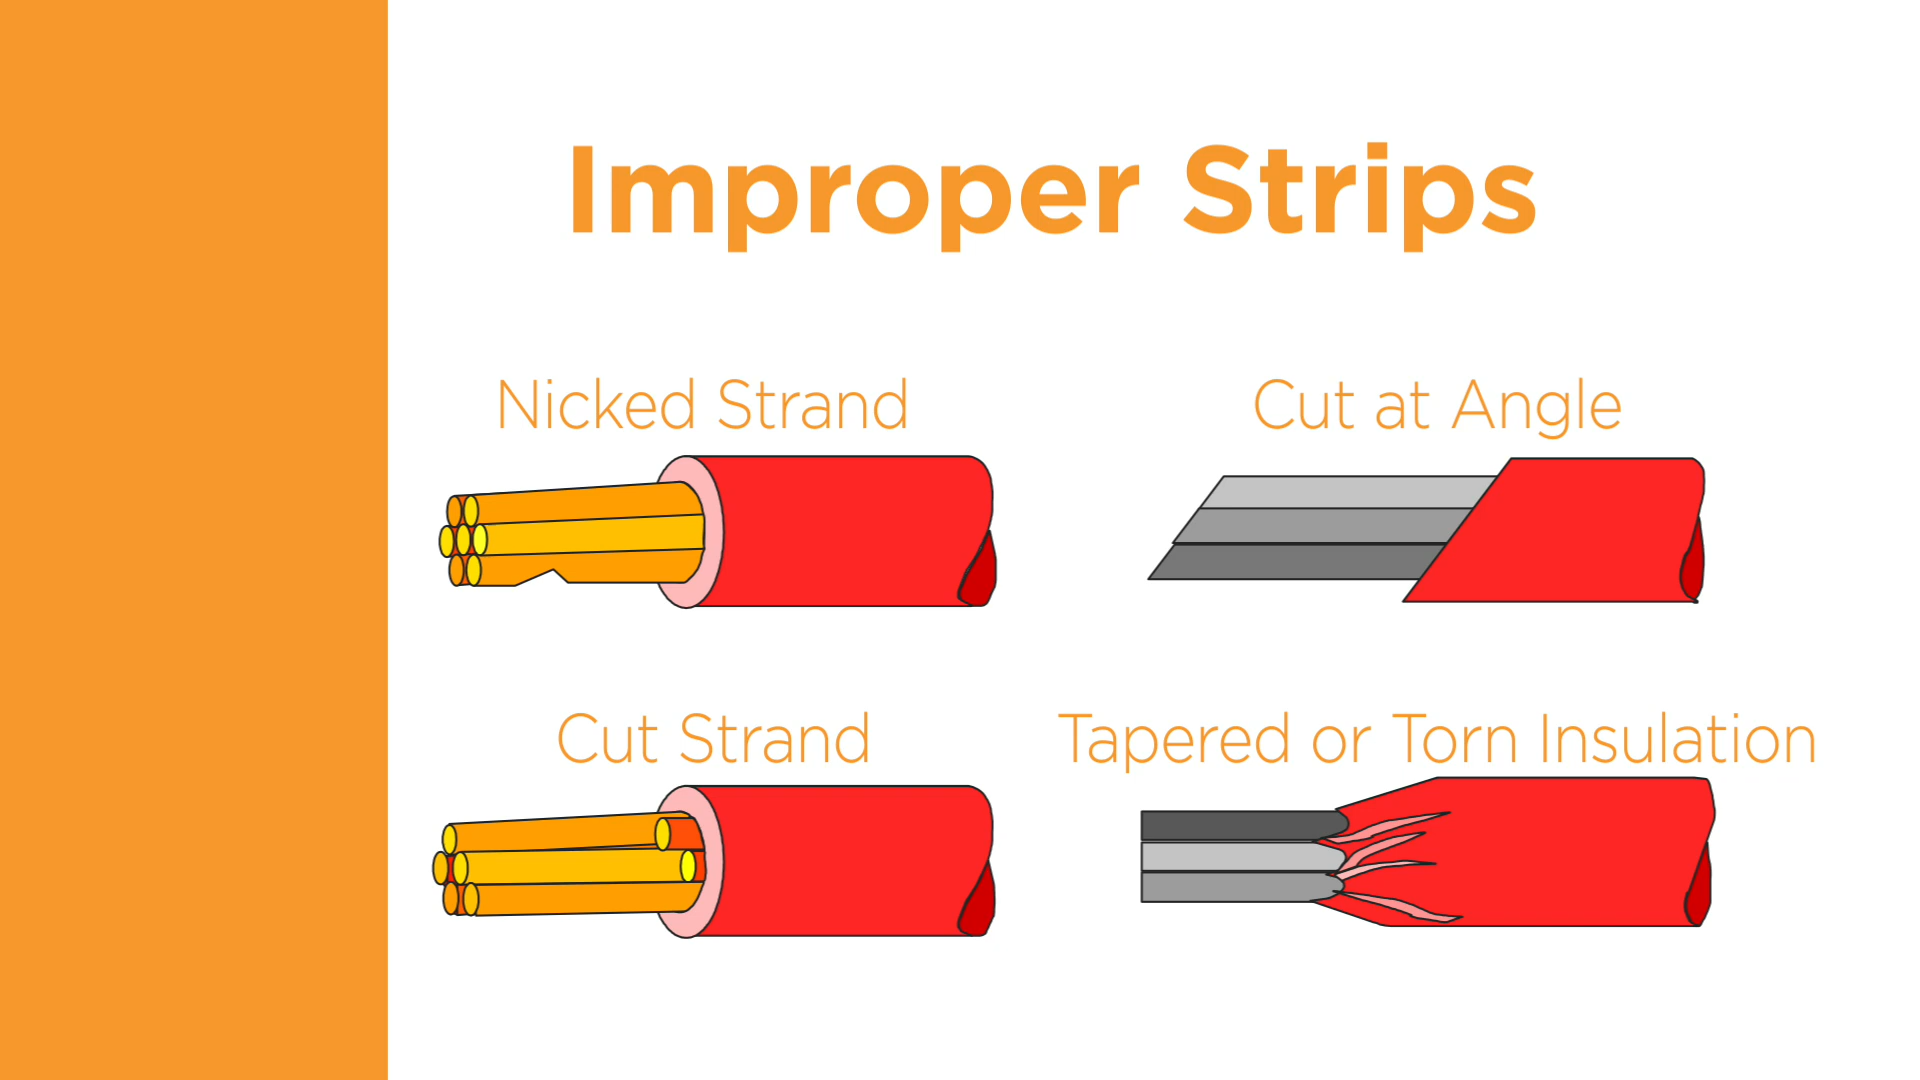 Improper Strips
Nicked Strand
Cut at Angle
Cut Strand
Tapered or Torn Insulation